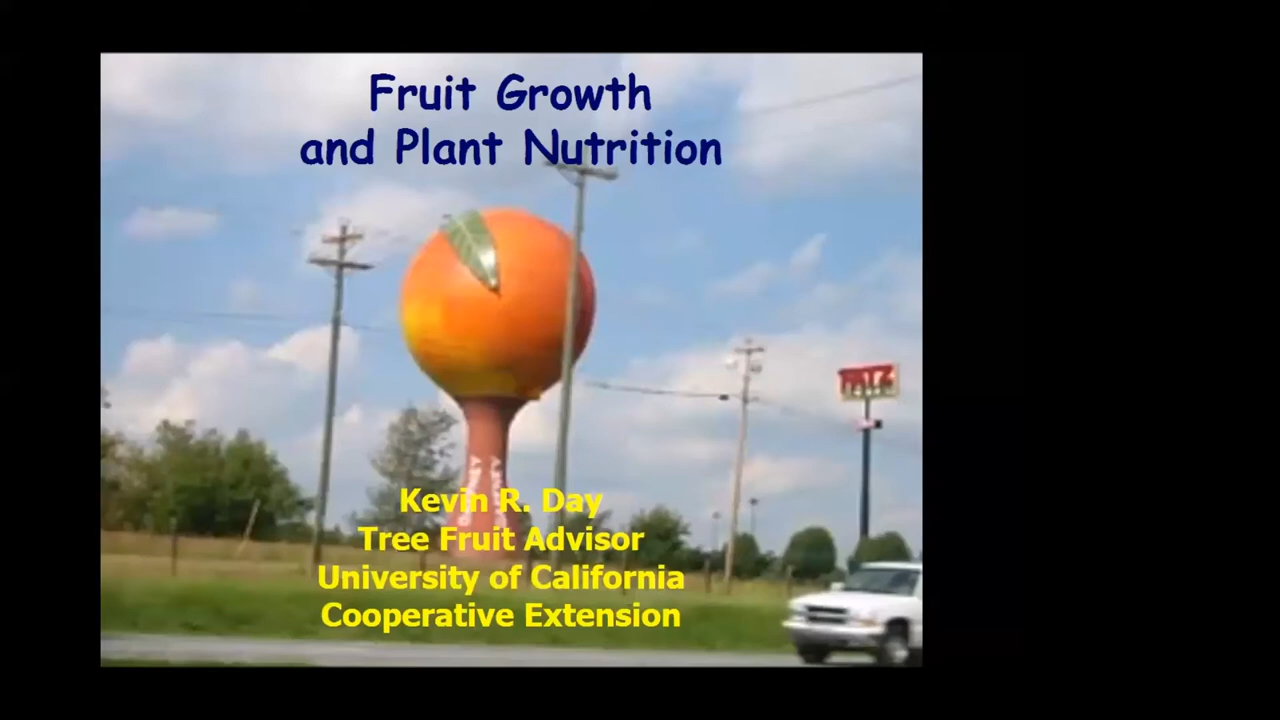 Fruit Growth
and Plant Nutrition
Kevin R. Day
Tree Fruit Advisor
University of California
Cooperative Extension